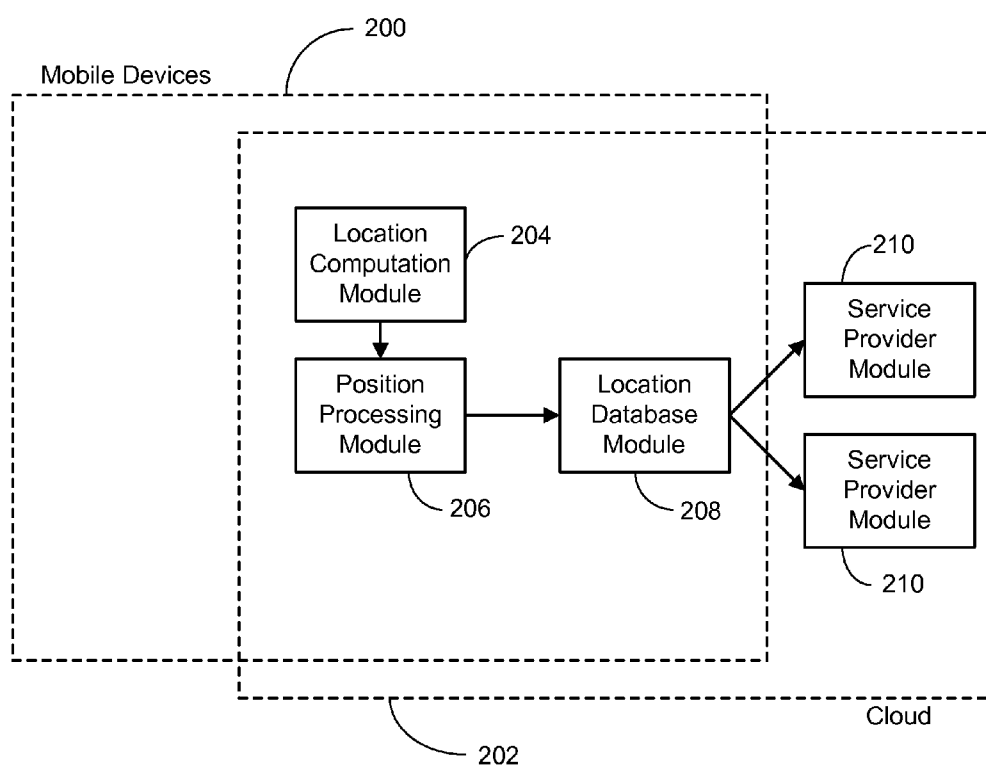 200
Mobile Devices
Location
Computation
Module
204
210
Service
Provider
Module
Position
Processing
Module
Location
Database
Module
206
208
Service
Provider
Module
210
Cloud
202